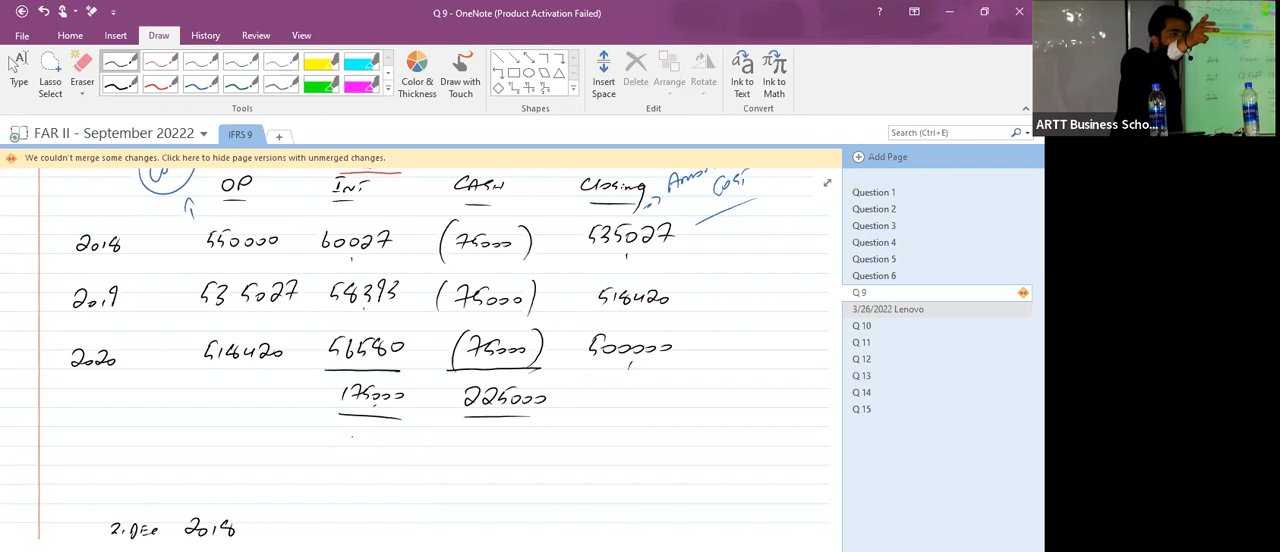 Q 9 - OneNote (Product Activation Failed)
File Home Insert Draw History Review View
Type Lasso Select Eraser Color & Thickness Draw with Touch Insert Space Delete Arrange Rotate Ink to Text Ink to Math
Tools Shapes Edit Convert
FAR II - September 20222 IFRS 9 Search (Ctrl+E)
We couldn't merge some changes. Click here to hide page versions with unmerged changes.
Add Page
Question 1
Question 2
Question 3
Question 4
Question 5
Question 6
Q 9
3/26/2022 Lenovo
Q 10
Q 11
Q 12
Q 13
Q 14
Q 15
OP INT CASH Closing Amo. Cost
2018 550000 60027 (75000) 535027
2019 535027 58393 (75000) 518420
2020 518420 56580 (75000) 500000
175000 225000
2018
ARTT Business Scho...